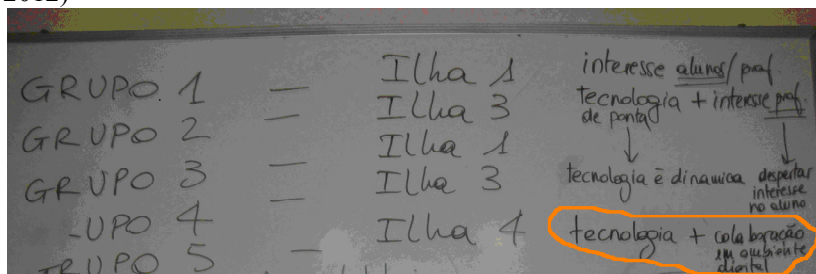 2012)
GRUPO 1 — Ilha 1 interesse alunos/prof
GRUPO 2 — Ilha 3 tecnologia + interesse prof
de ponta
GRUPO 3 — Ilha 1
— Ilha 3 tecnologia é dinamica despertar
interesse
no aluno
UPO 4 Ilha 4 tecnologia + colaboração
em ambiente
digital
RUPO 5 —